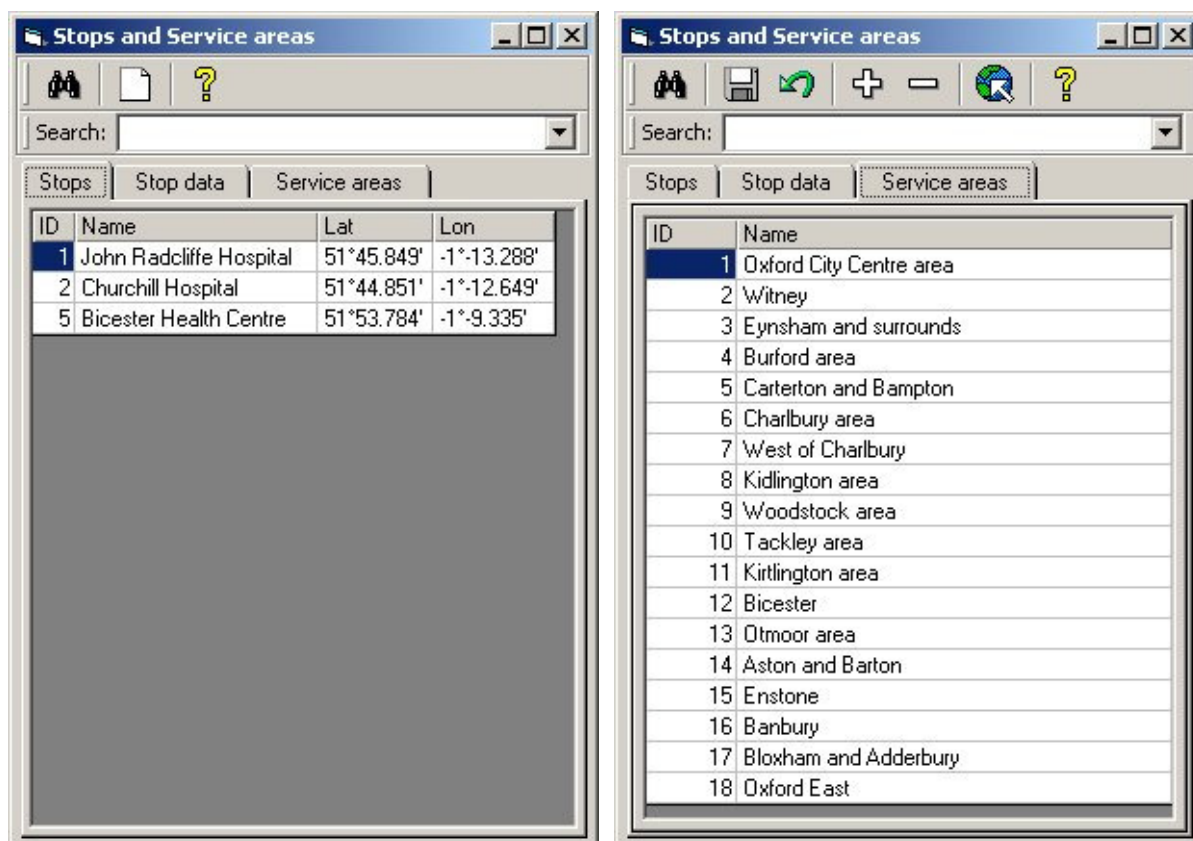 Stops and Service areas
Search:
Stops Stop data Service areas
ID Name Lat Lon
1 John Radcliffe Hospital 51°45.849' -1°-13.288'
2 Churchill Hospital 51°44.851' -1°-12.649'
5 Bicester Health Centre 51°53.784' -1°-9.335'
Stops and Service areas
Search:
Stops Stop data Service areas
ID Name
1 Oxford City Centre area
2 Witney
3 Eynsham and surrounds
4 Burford area
5 Carterton and Bampton
6 Charlbury area
7 West of Charlbury
8 Kidlington area
9 Woodstock area
10 Tackley area
11 Kirtlington area
12 Bicester
13 Otmoor area
14 Aston and Barton
15 Enstone
16 Banbury
17 Bloxham and Adderbury
18 Oxford East